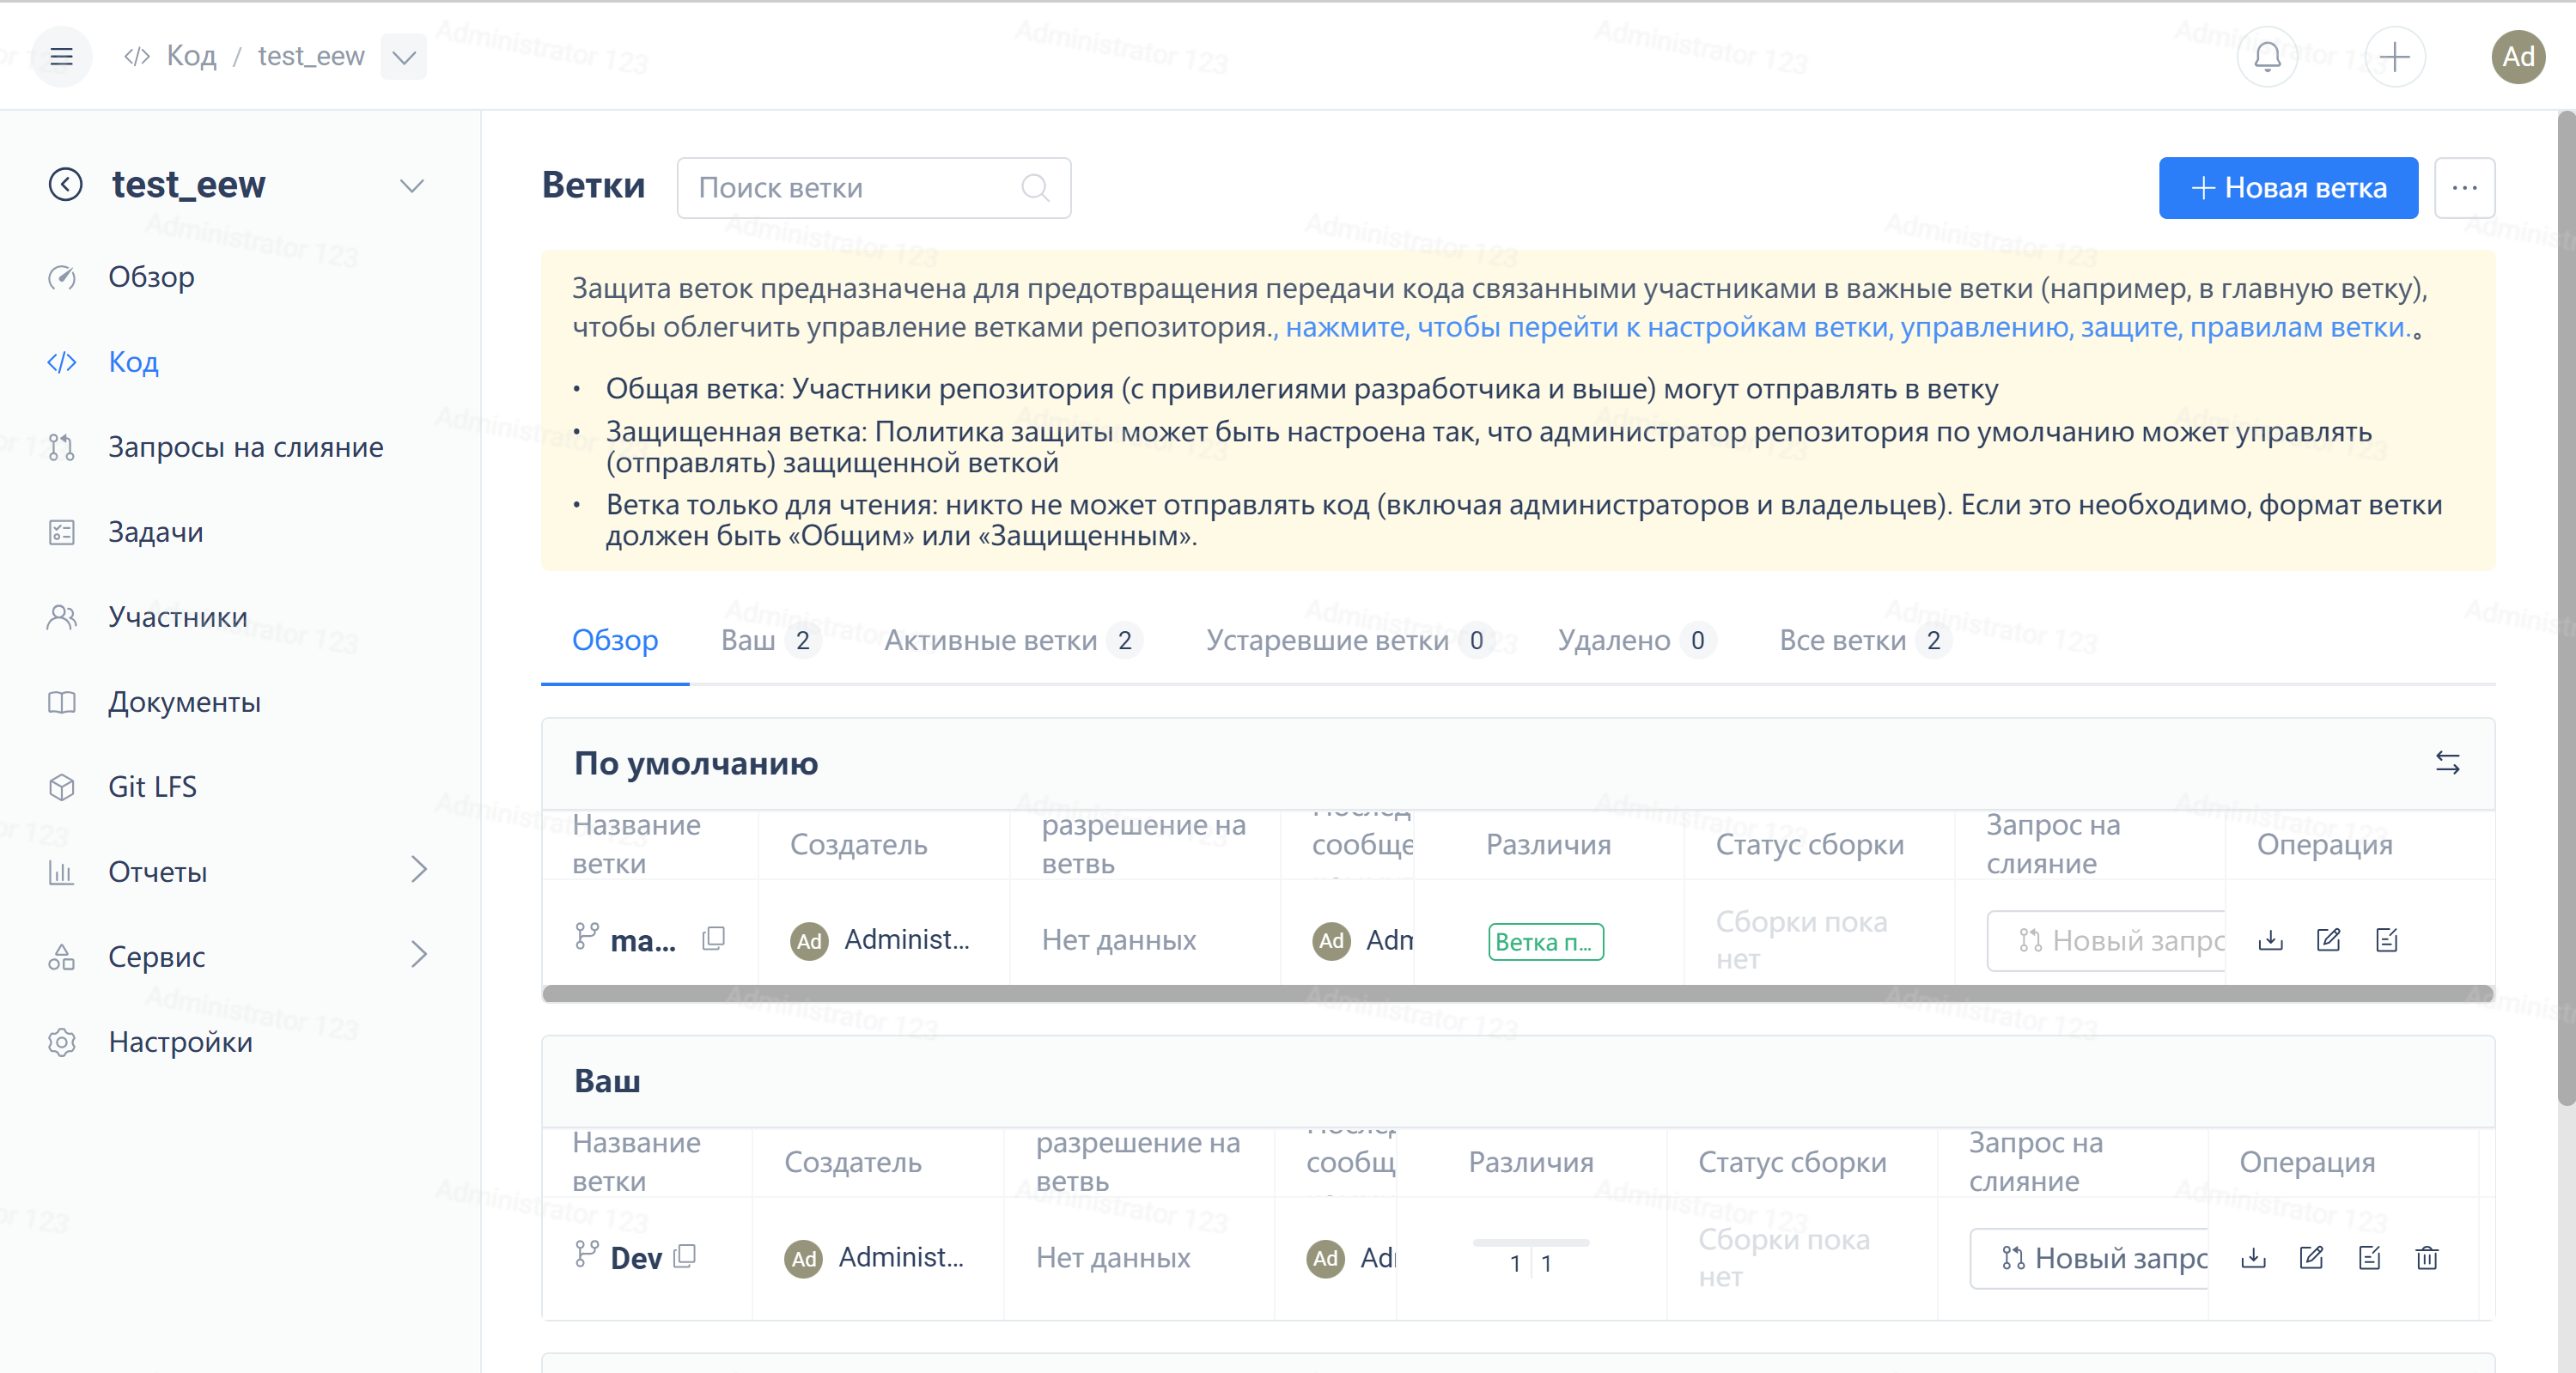 Код / test_eew
Ad
test_eew
Обзор
Код
Запросы на слияние
Задачи
Участники
Документы
Git LFS
Отчеты
Сервис
Настройки
Ветки
Поиск ветки
Новая ветка
Защита веток предназначена для предотвращения передачи кода связанными участниками в важные ветки (например, в главную ветку),
чтобы облегчить управление ветками репозитория., нажмите, чтобы перейти к настройкам ветки, управлению, защите, правилам ветки.。
• Общая ветка: Участники репозитория (с привилегиями разработчика и выше) могут отправлять в ветку
• Защищенная ветка: Политика защиты может быть настроена так, что администратор репозитория по умолчанию может управлять
(отправлять) защищенной веткой
• Ветка только для чтения: никто не может отправлять код (включая администраторов и владельцев). Если это необходимо, формат ветки
должен быть «Общим» или «Защищенным».
Обзор Ваш 2 Активные ветки 2 Устаревшие ветки 0 Удалено 0 Все ветки 2
По умолчанию
Название
ветки
Создатель
разрешение на
ветвь
сообще
Различия
Статус сборки
Запрос на
слияние
Операция
ma...
Ad Administ...
Нет данных
Ad Adm
Ветка п...
Сборки пока
нет
Новый запрс
Ваш
Название
ветки
Создатель
разрешение на
ветвь
сообщ
Различия
Статус сборки
Запрос на
слияние
Операция
Dev
Ad Administ...
Нет данных
Ad Ad
1 1
Сборки пока
нет
Новый запрс
Administrator 123